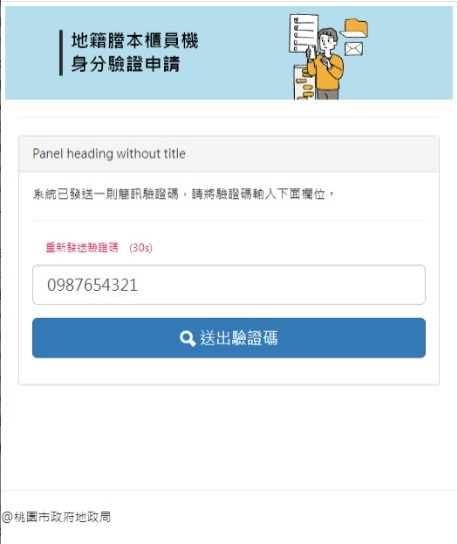 地籍謄本櫃員機
身分驗證申請
Panel heading without title
系統已發送一則簡訊驗證碼，請將驗證碼輸入下面欄位。
重新發送驗證碼 (30s)
0987654321
送出驗證碼
@桃園市政府地政局